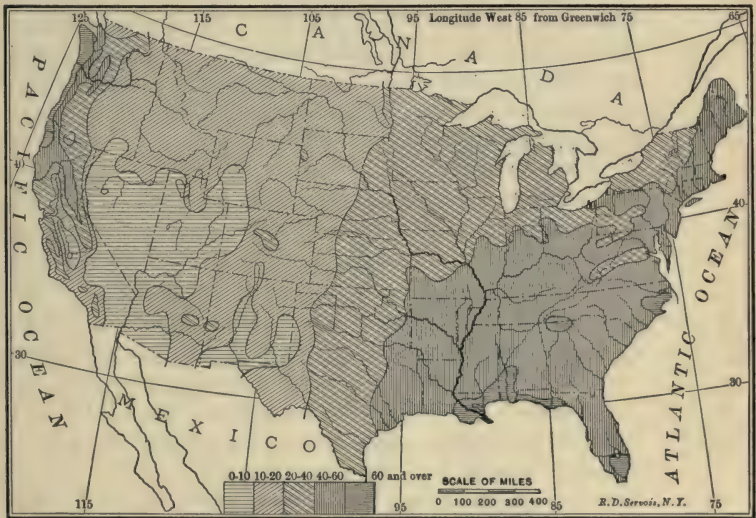 125
115
105
Longitude West
95
from Greenwich
85
75
65
CANADA
PACIFIC OCEAN
45
40
ATLANTIC OCEAN
30
30
MEXICO
0-10 10-20 20-40 40-60 60 and over
SCALE OF MILES
0 100 200 300 400
115
95
85
75
R.D.Servoss, N.Y.